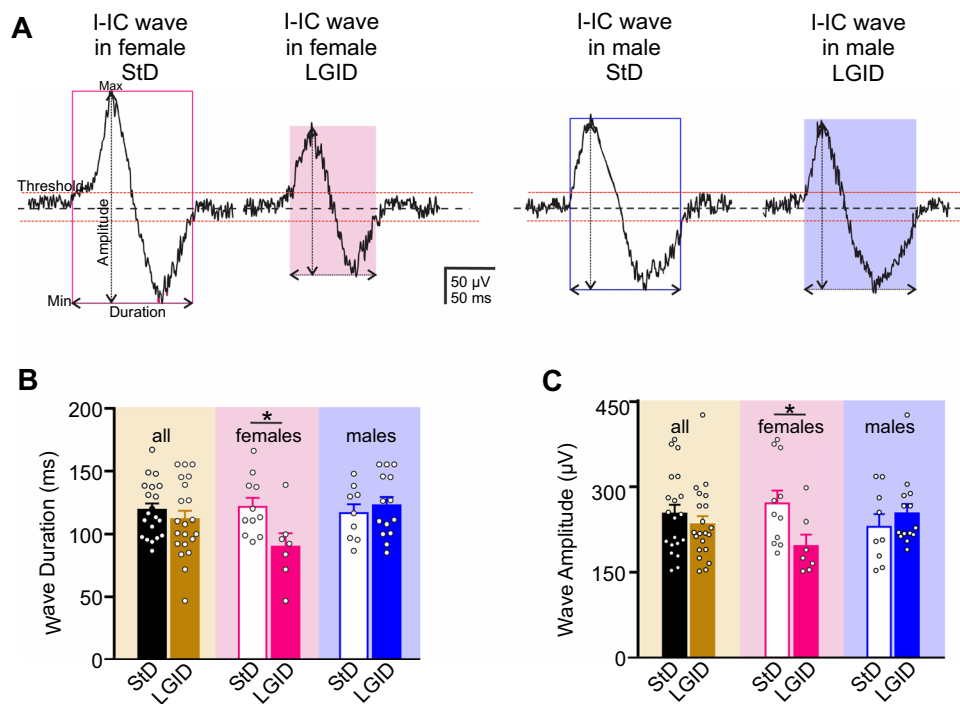 A
I-IC wave
in female
StD
I-IC wave
in female
LGID
I-IC wave
in male
StD
I-IC wave
in male
LGID
Max
Threshold
Amplitude
Min
Duration
50 µV
50 ms
B
Wave Duration (ms)
200
150
100
50
0
all
females
males
*
StD
LGID
StD
LGID
StD
LGID
C
Wave Amplitude (µV)
450
300
150
0
all
females
males
*
StD
LGID
StD
LGID
StD
LGID